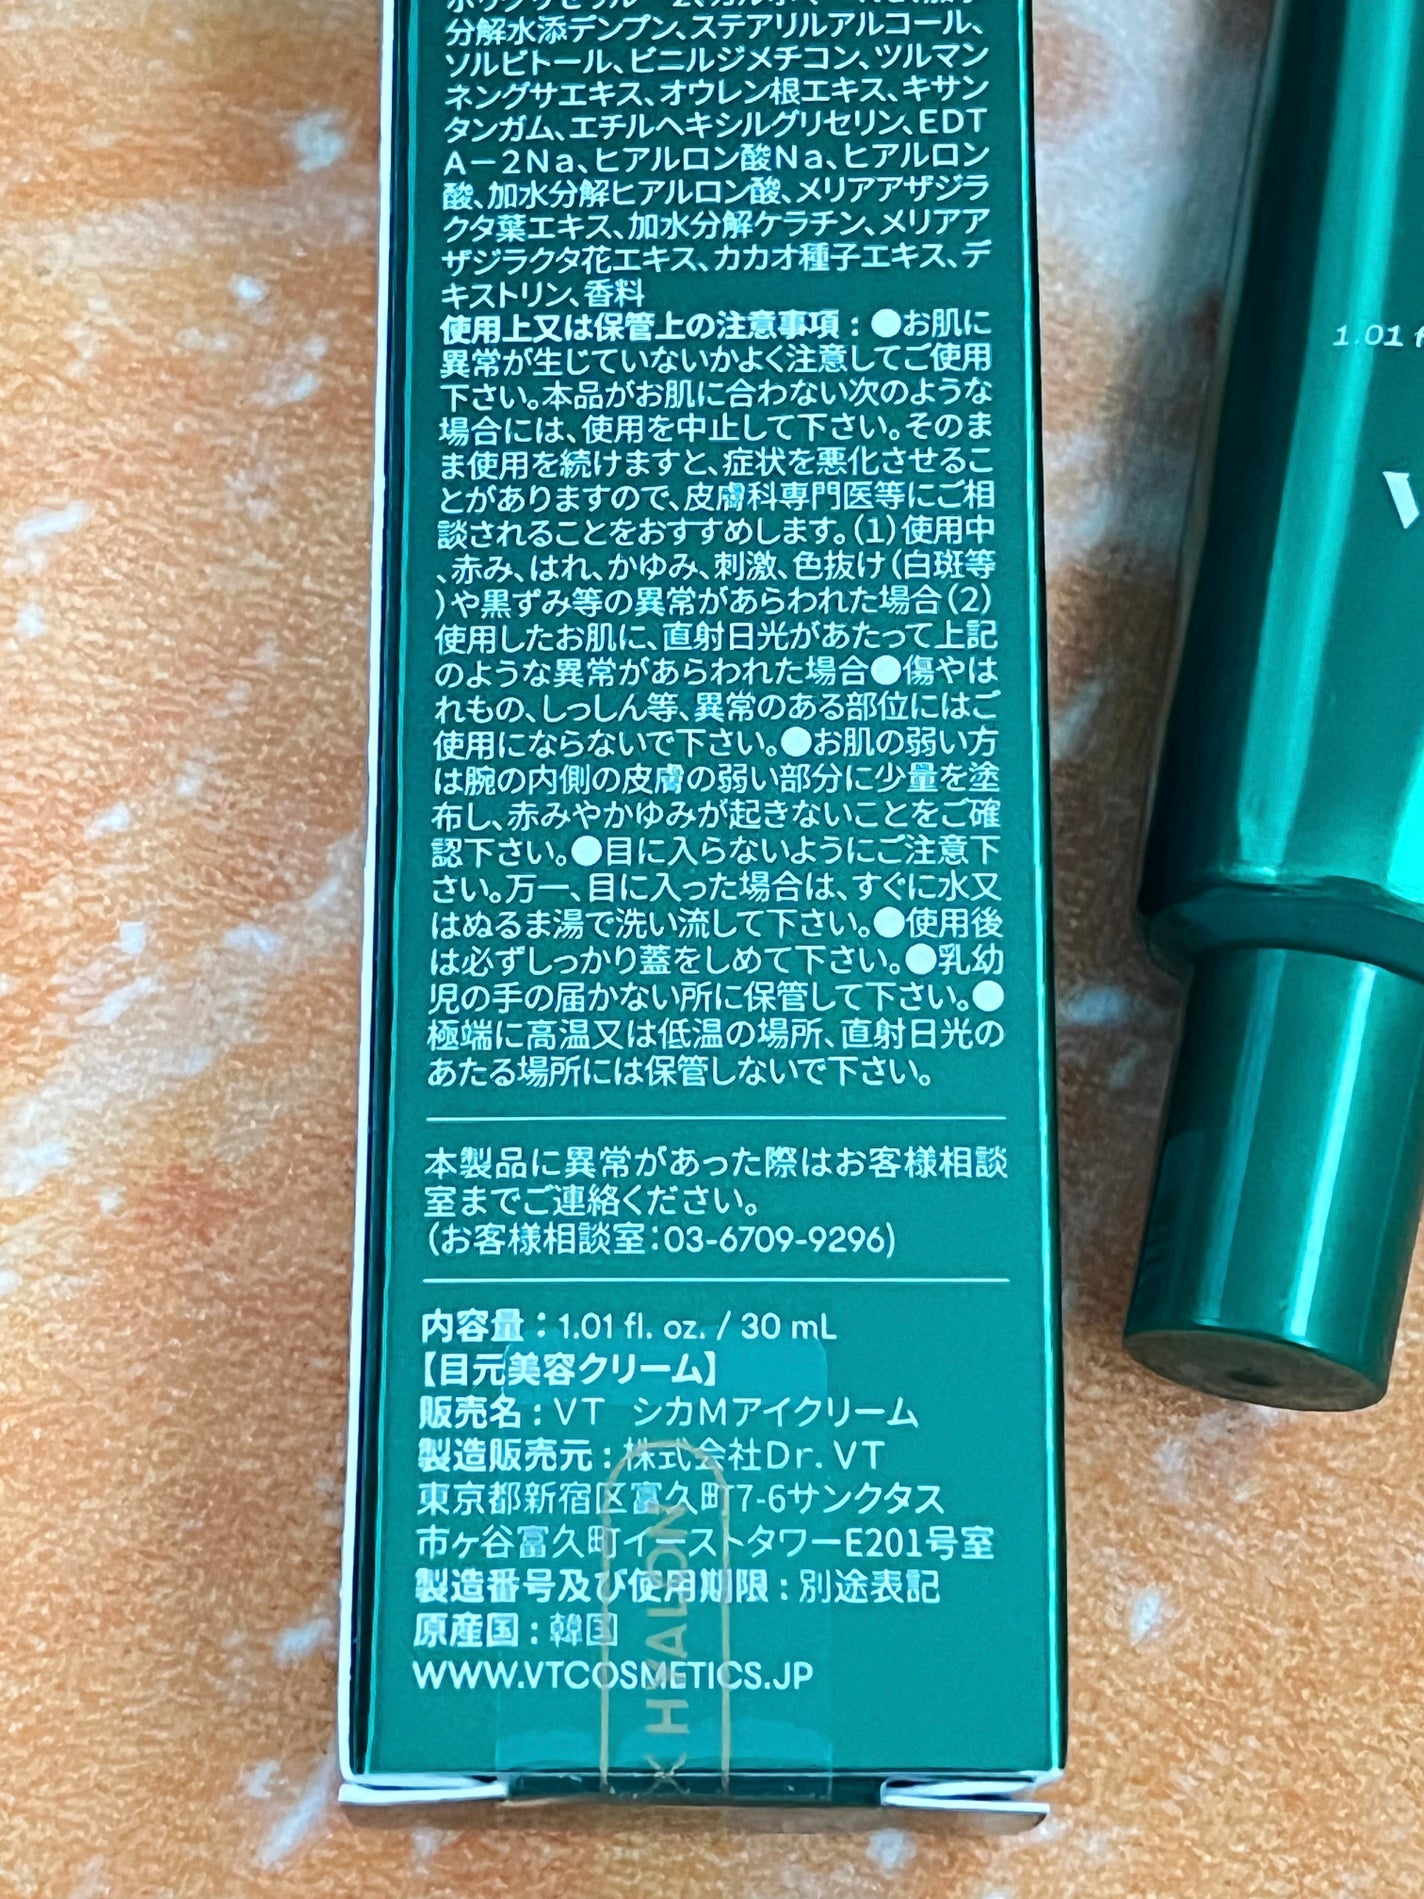 分解水添デンプン、ステアリルアルコール、
ソルビトール、ビニルジメチコン、ツルマン
ネングサエキス、オウレン根エキス、キサン
タンガム、エチルヘキシルグリセリン、EDT
A－2Na、ヒアルロン酸Na、ヒアルロン
酸、加水分解ヒアルロン酸、メリアアザジラ
クタ葉エキス、加水分解ケラチン、メリアア
ザジラクタ花エキス、カカオ種子エキス、デ
キストリン、香料
使用上又は保管上の注意事項：●お肌に
異常が生じていないかよく注意してご使用
下さい。本品がお肌に合わない次のような
場合には、使用を中止して下さい。そのま
ま使用を続けますと、症状を悪化させるこ
とがありますので、皮膚科専門医等にご相
談されることをおすすめします。（1）使用中
、赤み、はれ、かゆみ、刺激、色抜け（白斑等
）や黒ずみ等の異常があらわれた場合（2）
使用したお肌に、直射日光があたって上記
のような異常があらわれた場合●傷やは
れもの、しっしん等、異常のある部位にはご
使用にならないで下さい。●お肌の弱い方
は腕の内側の皮膚の弱い部分に少量を塗
布し、赤みやかゆみが起きないことをご確
認下さい。●目に入らないようにご注意下
さい。万一、目に入った場合は、すぐに水又
はぬるま湯で洗い流して下さい。●使用後
は必ずしっかり蓋をしめて下さい。●乳幼
児の手の届かない所に保管して下さい。●
極端に高温又は低温の場所、直射日光の
あたる場所には保管しないで下さい。
本製品に異常があった際はお客様相談
室までご連絡ください。
(お客様相談室：03-6709-9296)
内容量：1.01 fl. oz. / 30 mL
【目元美容クリーム】
販売名：VT シカMアイクリーム
製造販売元：株式会社Dr. VT
東京都新宿区富久町7-6サンクタス
市ヶ谷富久町イーストタワーE201号室
製造番号及び使用期限：別途表記
原産国：韓国
WWW.VTCOSMETICS.JP
X HYALON
1.01
V